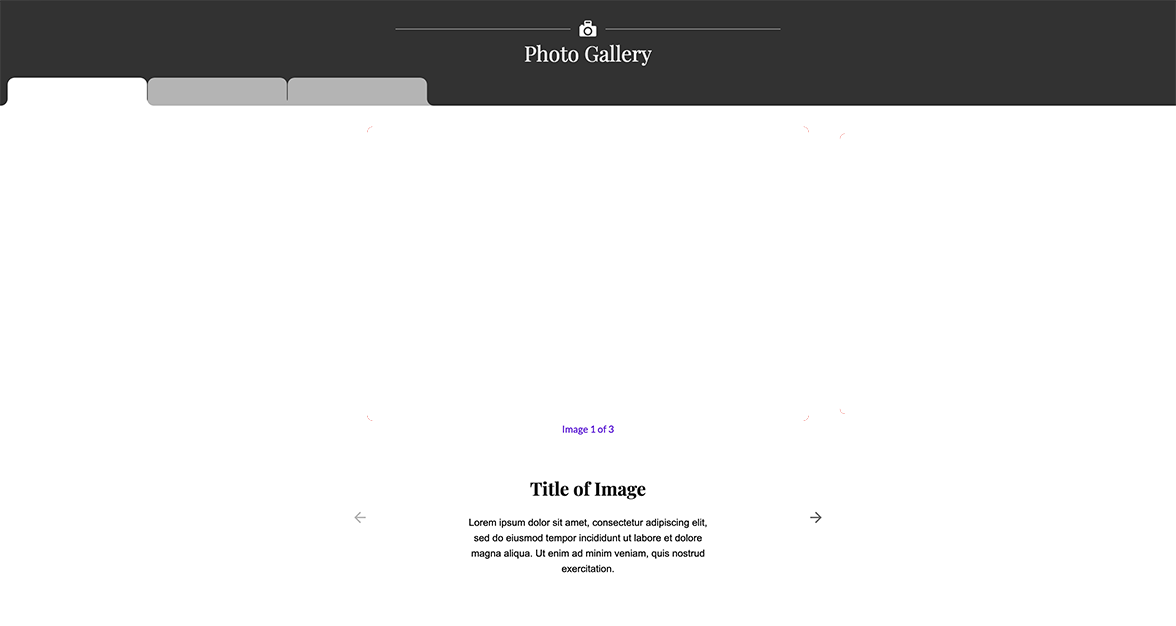 Photo Gallery
Image 1 of 3
Title of Image
Lorem ipsum dolor sit amet, consectetur adipiscing elit,
sed do eiusmod tempor incididunt ut labore et dolore
magna aliqua. Ut enim ad minim veniam, quis nostrud
exercitation.